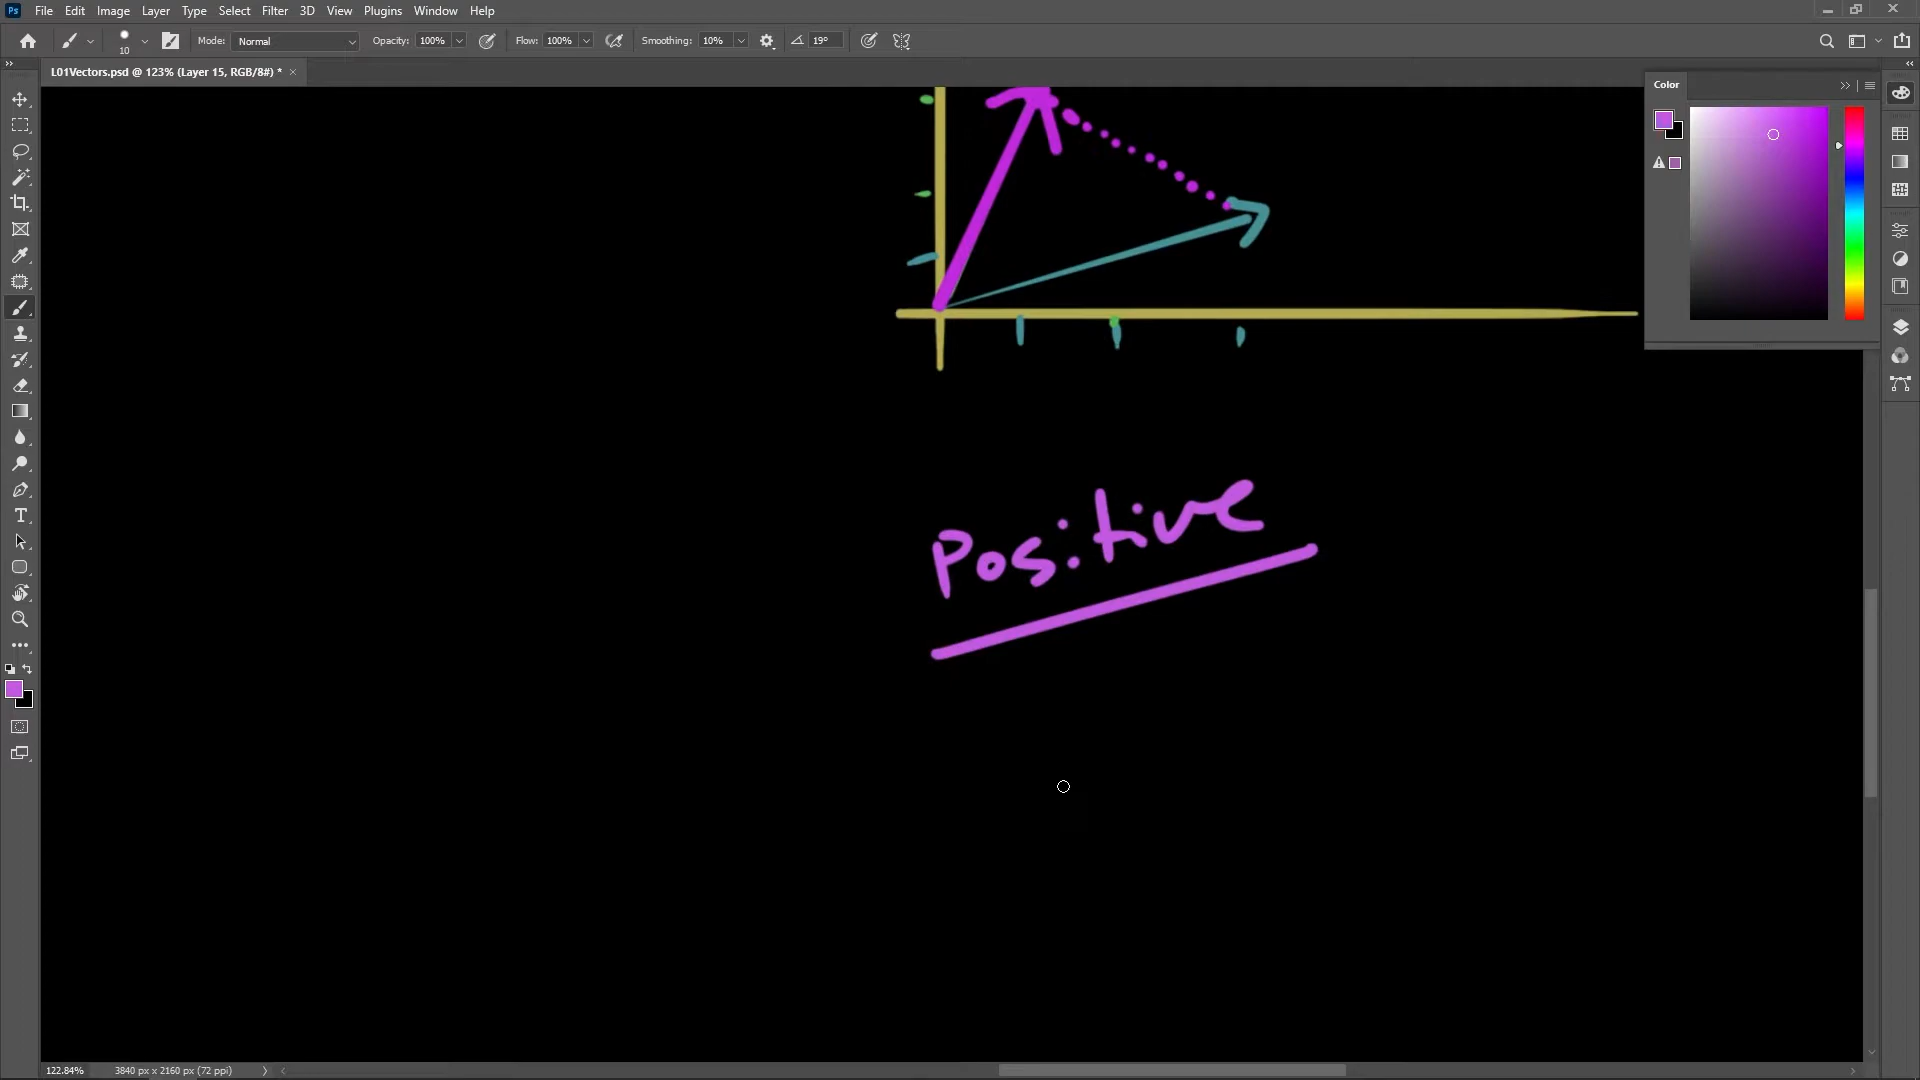 Ps File Edit Image Layer Type Select Filter 3D View Plugins Window Help
10 Mode: Normal Opacity: 100% Flow: 100% Smoothing: 10% 19°
L01Vectors.psd @ 123% (Layer 15, RGB/8#) * ×
Color
T
Positive
122.84% 3840 px x 2160 px (72 ppi)